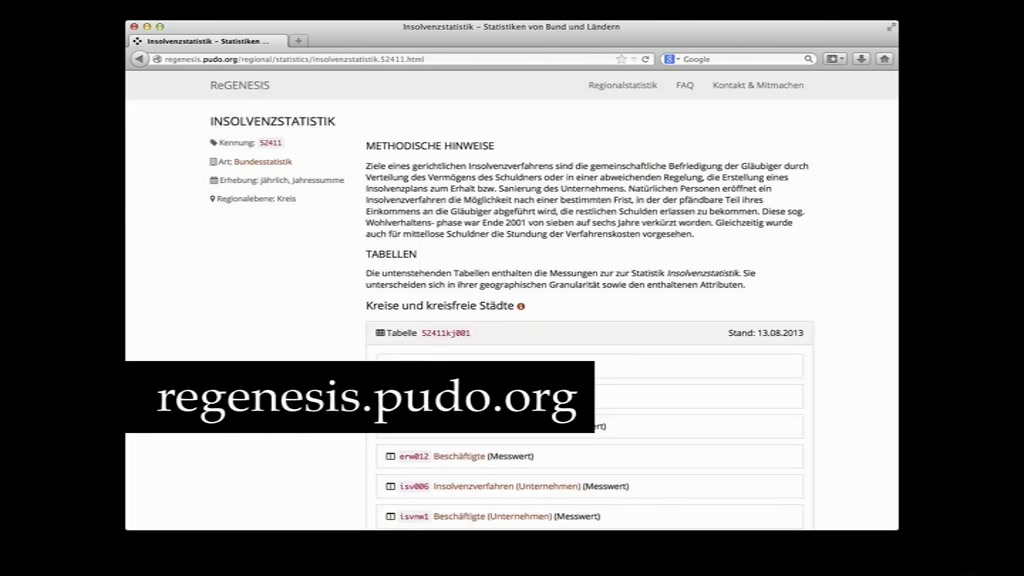 Insolvenzstatistik – Statistiken von Bund und Ländern
Insolvenzstatistik – Statistiken ...
regenesis.pudo.org/regional/statistics/insolvenzstatistik.52411.html
Google
ReGENESIS
Regionalstatistik FAQ Kontakt & Mitmachen
INSOLVENZSTATISTIK
Kennung: 52411
Art: Bundesstatistik
Erhebung: jährlich, Jahressumme
Regionalebene: Kreis
METHODISCHE HINWEISE
Ziele eines gerichtlichen Insolvenzverfahrens sind die gemeinschaftliche Befriedigung der Gläubiger durch
Verteilung des Vermögens des Schuldners oder in einer abweichenden Regelung, die Erstellung eines
Insolvenzplans zum Erhalt bzw. Sanierung des Unternehmens. Natürlichen Personen eröffnet ein
Insolvenzverfahren die Möglichkeit nach einer bestimmten Frist, in der der pfändbare Teil ihres
Einkommens an die Gläubiger abgeführt wird, die restlichen Schulden erlassen zu bekommen. Diese sog.
Wohlverhaltens- phase war Ende 2001 von sieben auf sechs Jahre verkürzt worden. Gleichzeitig wurde
auch für mittellose Schuldner die Stundung der Verfahrenskosten vorgesehen.
TABELLEN
Die untenstehenden Tabellen enthalten die Messungen zur zur Statistik Insolvenzstatistik. Sie
unterscheiden sich in ihrer geographischen Granularität sowie den enthaltenen Attributen.
Kreise und kreisfreie Städte
Tabelle 52411kj001 Stand: 13.08.2013
regenesis.pudo.org
rt)
erw012 Beschäftigte (Messwert)
isv006 Insolvenzverfahren (Unternehmen) (Messwert)
isvnw1 Beschäftigte (Unternehmen) (Messwert)